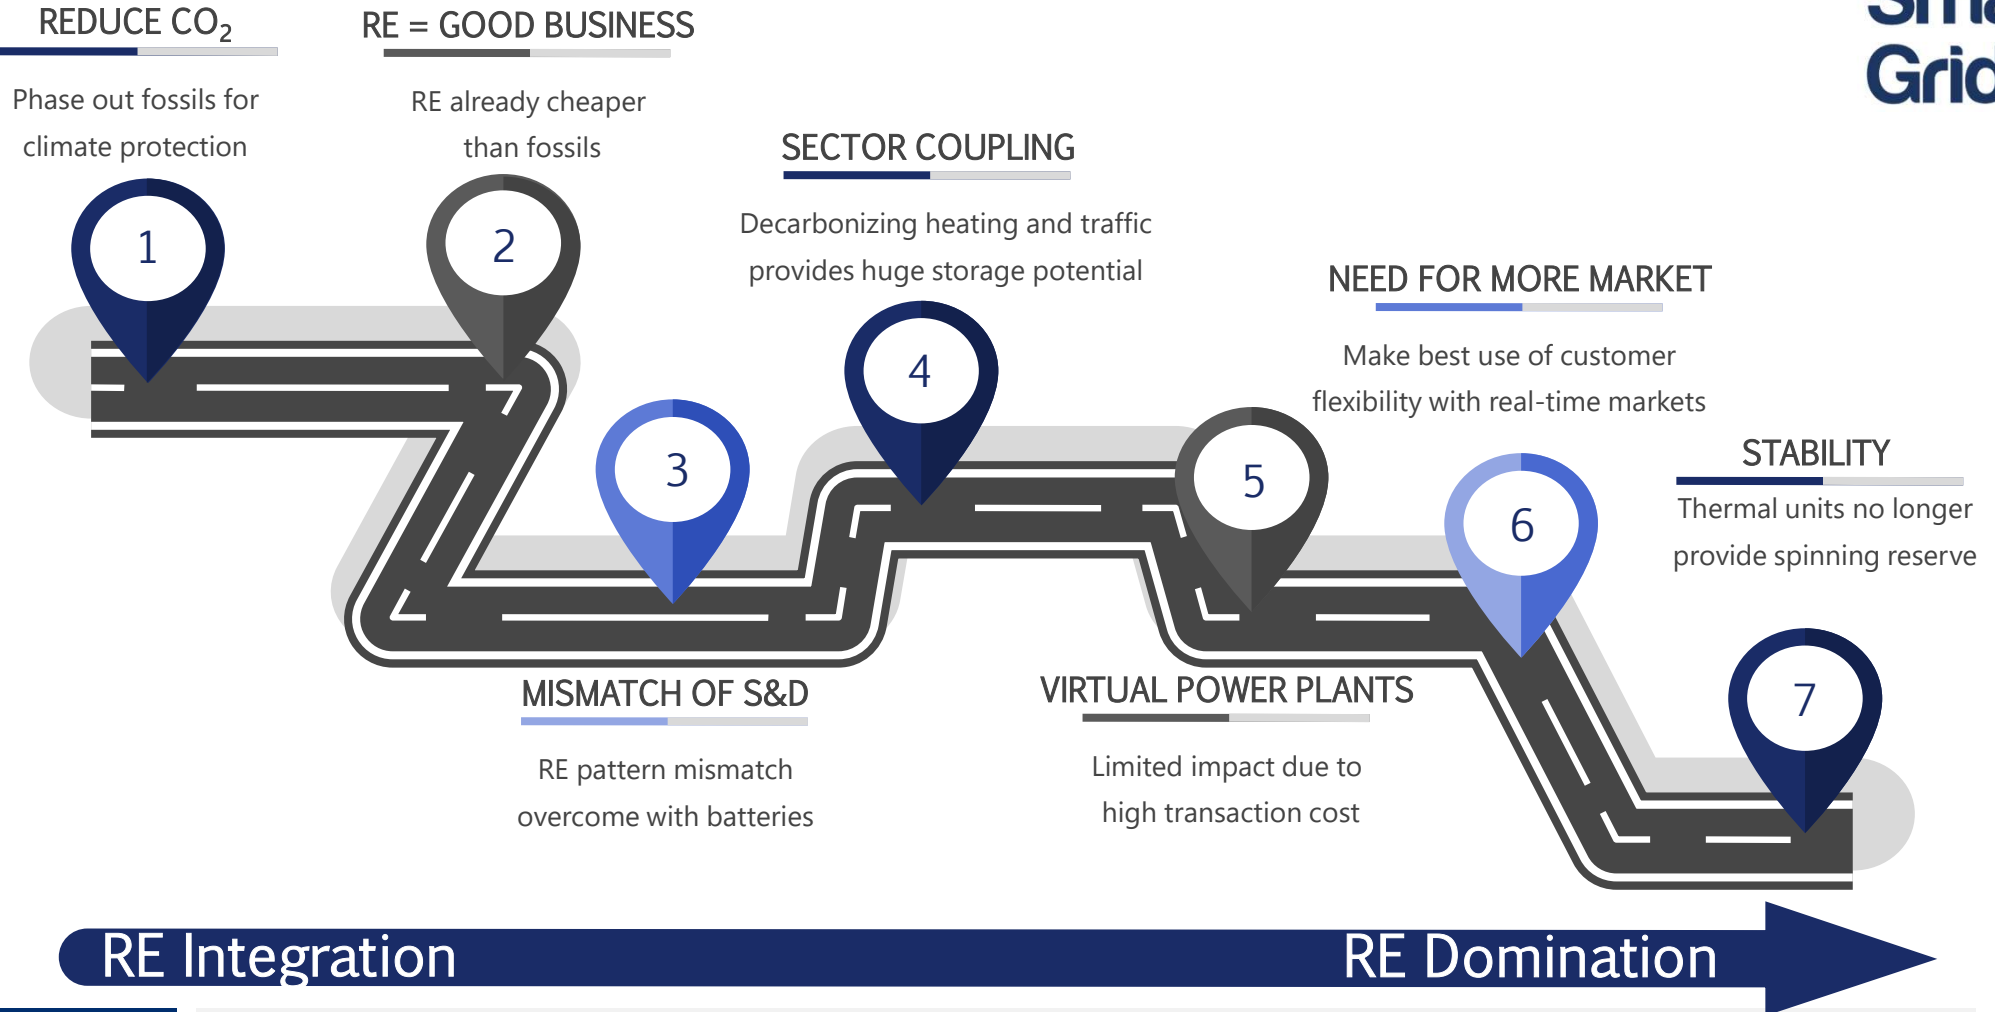 REDUCE CO₂
Phase out fossils for
climate protection
1
RE = GOOD BUSINESS
RE already cheaper
than fossils
2
MISMATCH OF S&D
RE pattern mismatch
overcome with batteries
3
SECTOR COUPLING
Decarbonizing heating and traffic
provides huge storage potential
4
VIRTUAL POWER PLANTS
Limited impact due to
high transaction cost
5
NEED FOR MORE MARKET
Make best use of customer
flexibility with real-time markets
6
STABILITY
Thermal units no longer
provide spinning reserve
7
RE Integration
RE Domination